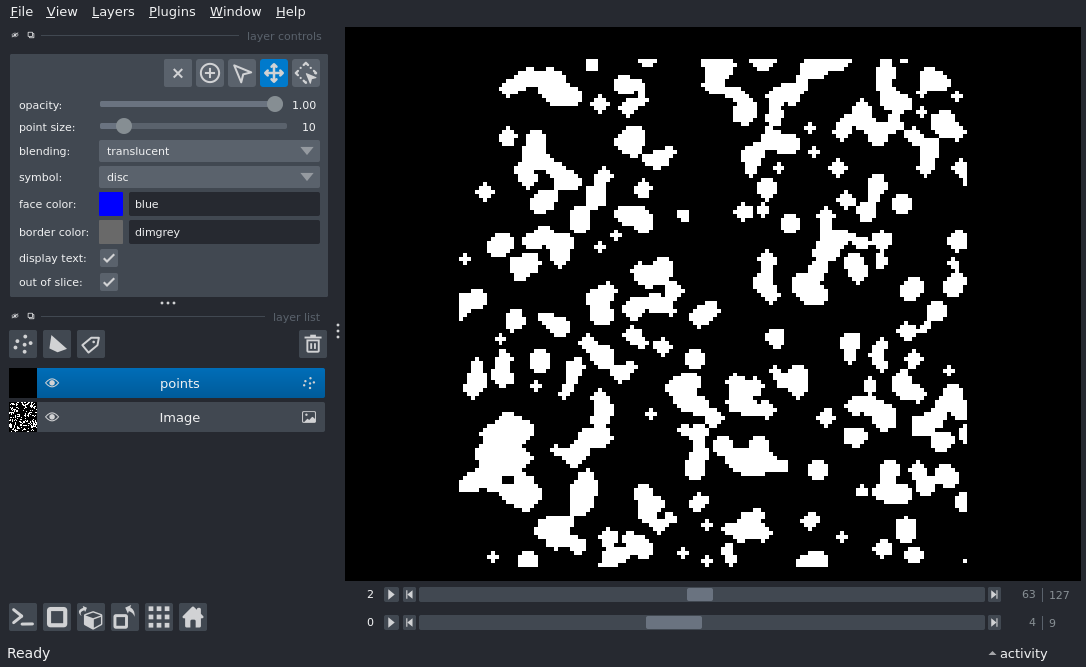 File View Layers Plugins Window Help
layer controls
opacity: 1.00
point size: 10
blending: translucent
symbol: disc
face color: blue
border color: dimgrey
display text:
out of slice:
layer list
points
Image
2 63 127
0 4 9
Ready activity